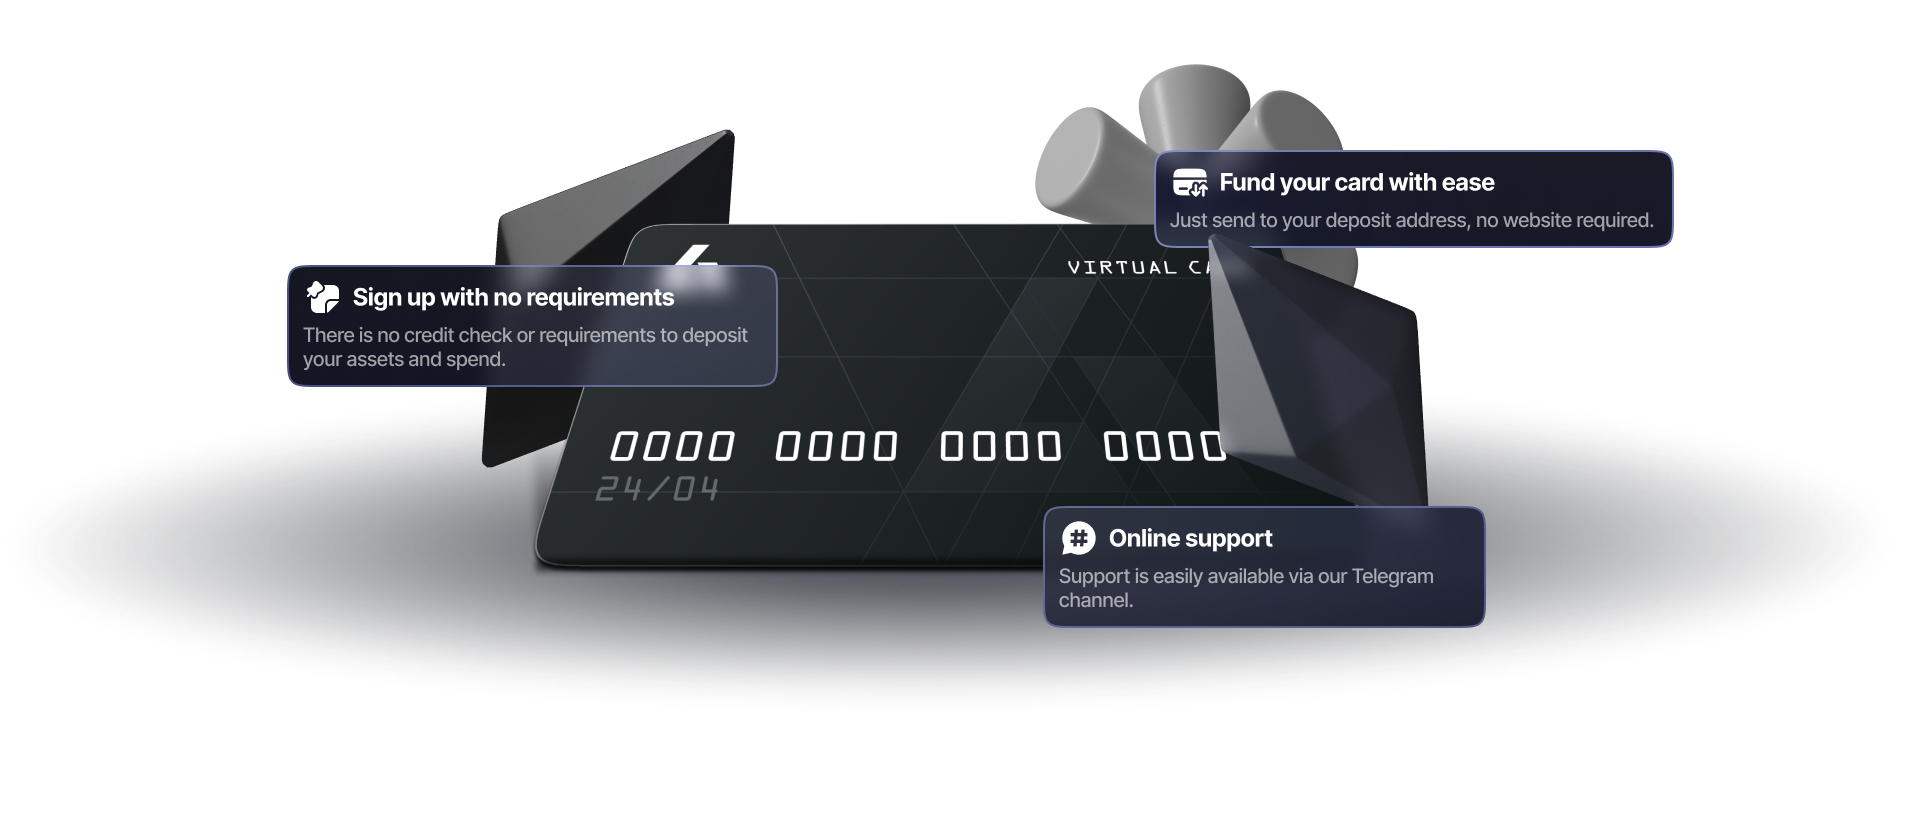 Fund your card with ease
Just send to your deposit address, no website required.
VIRTUAL
Sign up with no requirements
There is no credit check or requirements to deposit
your assets and spend.
0000 0000 0000 0000
24/04
Online support
Support is easily available via our Telegram
channel.